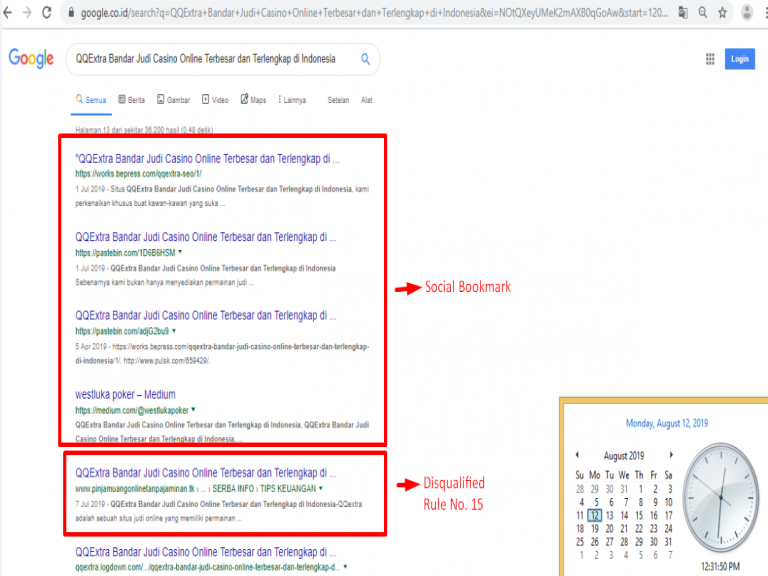 google.co.id/search?q=QQExtra+Bandar+Judi+Casino+Online+Terbesar+dan+Terlengkap+di+Indonesia&ei=NOtQXeyUMeK2mAXB0qGoAw&start=120...
Google
QQExtra Bandar Judi Casino Online Terbesar dan Terlengkap di Indonesia
Login
Semua Berita Gambar Video Maps Lainnya Setelan Alat
Halaman 13 dari sekitar 36.200 hasil (0,48 detik)
"QQExtra Bandar Judi Casino Online Terbesar dan Terlengkap di ...
https://works.bepress.com/qqextra-seo/1/
1 Jul 2019 - Situs QQExtra Bandar Judi Casino Online Terbesar dan Terlengkap di Indonesia, kami
perkenalkan khusus buat kawan-kawan yang suka ...
QQExtra Bandar Judi Casino Online Terbesar dan Terlengkap di ...
https://pastebin.com/1D6B6HSM
1 Jul 2019 - QQExtra Bandar Judi Casino Online Terbesar dan Terlengkap di Indonesia
Sebenarnya kami bukan hanya menyediakan permainan judi ...
QQExtra Bandar Judi Casino Online Terbesar dan Terlengkap di ...
https://pastebin.com/adjG2bu9
5 Apr 2019 - https://works.bepress.com/qqextra-bandar-judi-casino-online-terbesar-dan-terlengkap-
di-indonesia/1/. http://www.pulsk.com/659429/.
westluka poker – Medium
https://medium.com/@westlukapoker
QQExtra Bandar Judi Casino Online Terbesar dan Terlengkap di Indonesia, QQExtra Bandar Judi
Casino Online Terbesar dan Terlengkap di Indonesia, ...
Social Bookmark
QQExtra Bandar Judi Casino Online Terbesar dan Terlengkap di ...
www.pinjamuangonlinetanpajaminan.tk › ... › SERBA INFO › TIPS KEUANGAN
7 Jul 2019 - QQExtra Bandar Judi Casino Online Terbesar dan Terlengkap di Indonesia-QQextra
adalah sebuah situs judi online yang memiliki permainan ...
Disqualified
Rule No. 15
QQExtra Bandar Judi Casino Online Terbesar dan Terlengkap di ...
qqextra.logdown.com/.../qqextra-bandar-judi-casino-online-terbesar-dan-terlengkap-d...
Monday, August 12, 2019
August 2019
Su Mo Tu We Th Fr Sa
28 29 30 31 1 2 3
4 5 6 7 8 9 10
11 12 13 14 15 16 17
18 19 20 21 22 23 24
25 26 27 28 29 30 31
1 2 3 4 5 6 7
12:31:50 PM